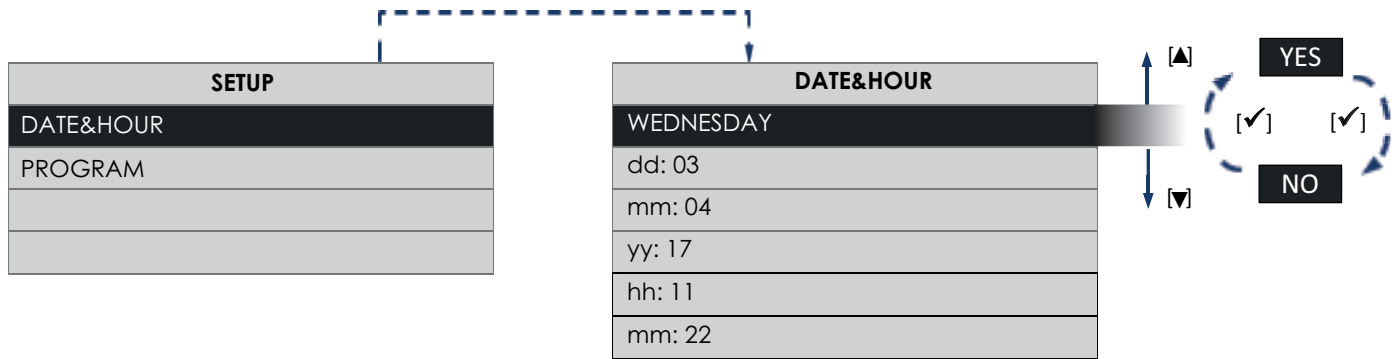 SETUP
DATE&HOUR
PROGRAM
DATE&HOUR
WEDNESDAY
dd: 03
mm: 04
yy: 17
hh: 11
mm: 22
[▲]
[▼]
YES
[✓] [✓]
NO